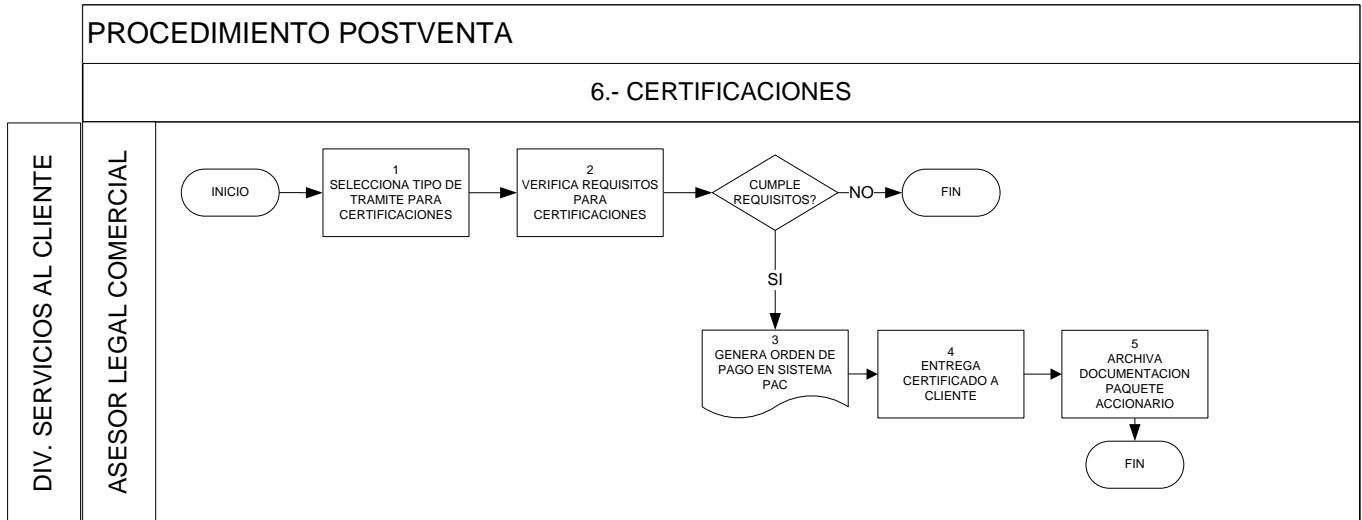 PROCEDIMIENTO POSTVENTA
6.- CERTIFICACIONES
DIV. SERVICIOS AL CLIENTE
ASESOR LEGAL COMERCIAL
INICIO
1
SELECCIONA TIPO DE
TRAMITE PARA
CERTIFICACIONES
2
VERIFICA REQUISITOS
PARA
CERTIFICACIONES
CUMPLE
REQUISITOS?
NO
FIN
SI
3
GENERA ORDEN DE
PAGO EN SISTEMA
PAC
4
ENTREGA
CERTIFICADO A
CLIENTE
5
ARCHIVA
DOCUMENTACION
PAQUETE
ACCIONARIO
FIN